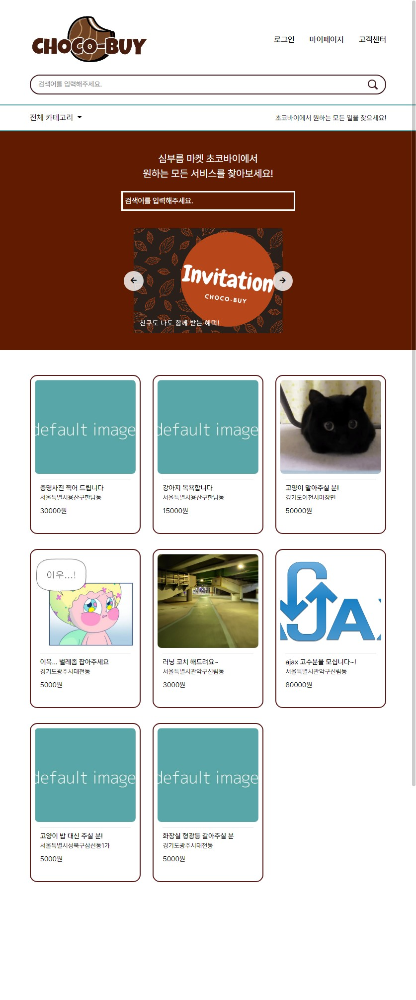 CHOCO-BUY
로그인 마이페이지 고객센터
검색어를 입력해주세요.
전체 카테고리
초코바이에서 원하는 모든 일을 찾으세요!
심부름 마켓 초코바이에서
원하는 모든 서비스를 찾아보세요!
검색어를 입력해주세요.
Invitation
CHOCO-BUY
친구도 나도 함께 받는 혜택!
default image
증명사진 찍어 드립니다
서울특별시용산구한남동
30000원
default image
강아지 목욕합니다
서울특별시용산구한남동
15000원
고양이 맡아주실 분!
경기도이천시마장면
50000원
이우...!
이윽... 벌레좀 잡아주세요
경기도광주시태전동
5000원
러닝 코치 해드려요~
서울특별시관악구신림동
3000원
AJAX
ajax 고수분을 모십니다~!
서울특별시관악구신림동
80000원
default image
고양이 밥 대신 주실 분!
서울특별시성북구삼선동1가
5000원
default image
화장실 형광등 갈아주실 분
경기도광주시태전동
5000원